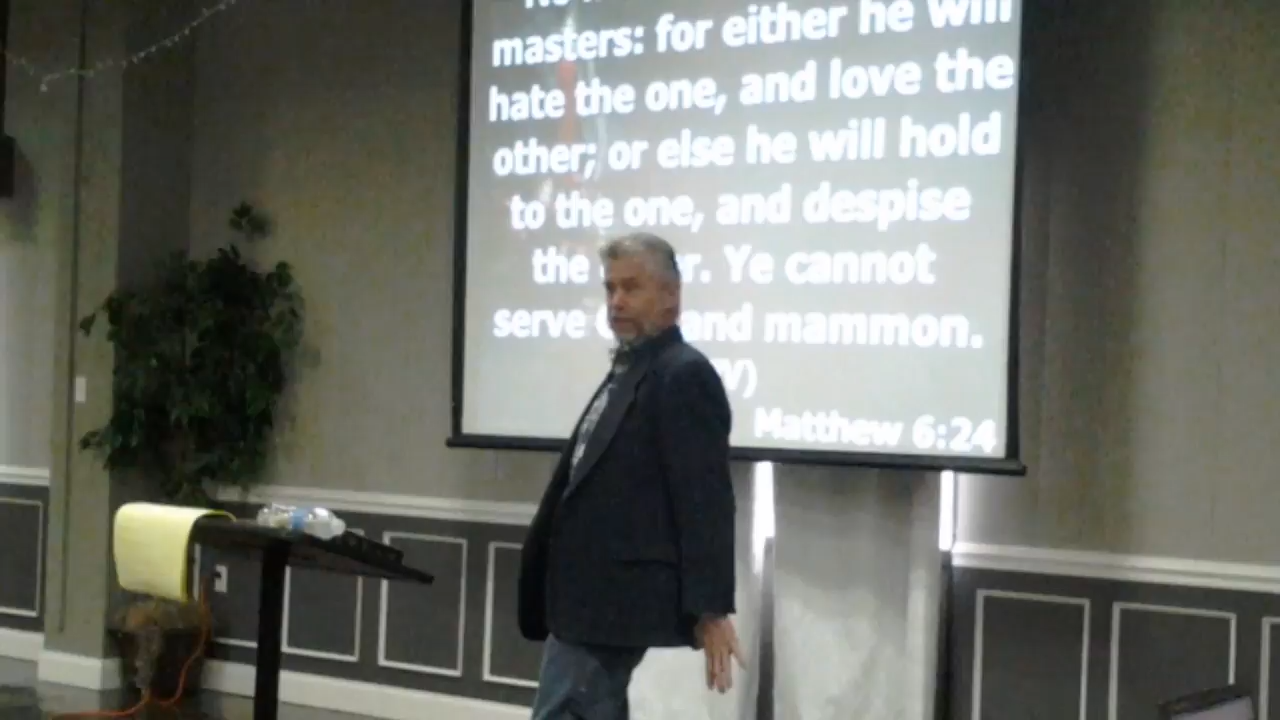 masters: for either he will
hate the one, and love the
other; or else he will hold
to the one, and despise
the r. Ye cannot
serve and mammon.
V)
Matthew 6:24